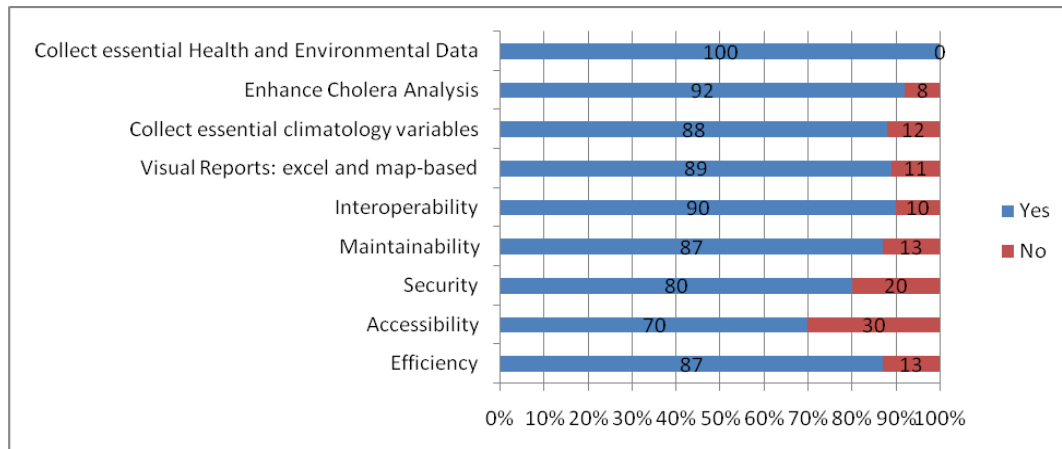 Collect essential Health and Environmental Data 100 0
Enhance Cholera Analysis 92 8
Collect essential climatology variables 88 12
Visual Reports: excel and map-based 89 11
Interoperability 90 10
Maintainability 87 13
Security 80 20
Accessibility 70 30
Efficiency 87 13
0% 10% 20% 30% 40% 50% 60% 70% 80% 90% 100%
Yes
No